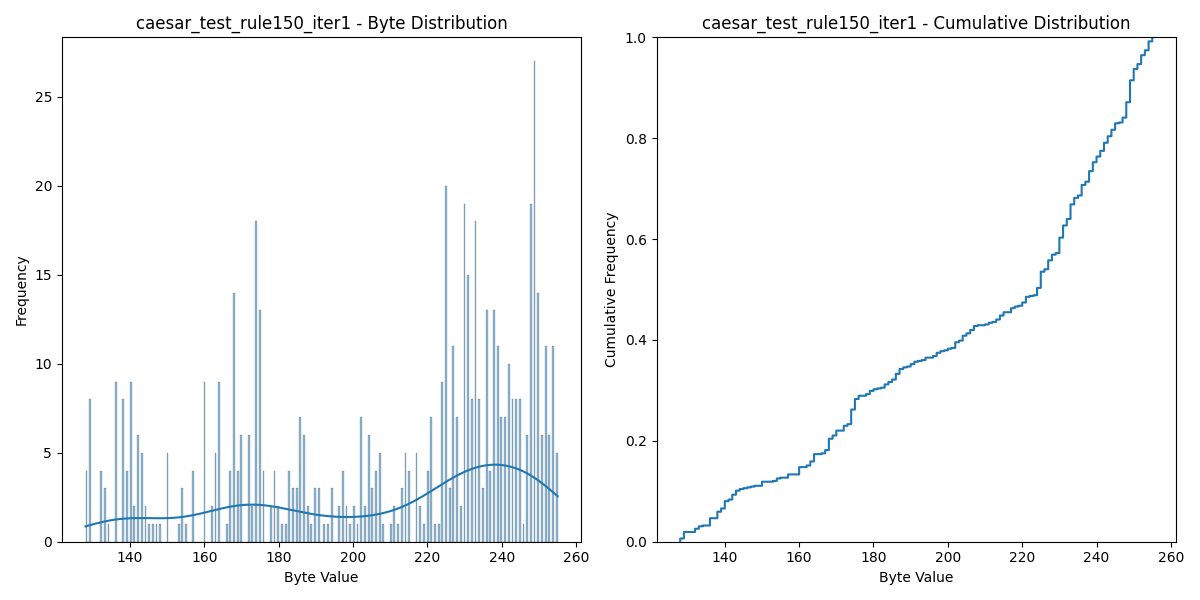 caesar_test_rule150_iter1 - Byte Distribution
Frequency
25
20
15
10
5
0
140 160 180 200 220 240 260
Byte Value
caesar_test_rule150_iter1 - Cumulative Distribution
Cumulative Frequency
1.0
0.8
0.6
0.4
0.2
0.0
140 160 180 200 220 240 260
Byte Value